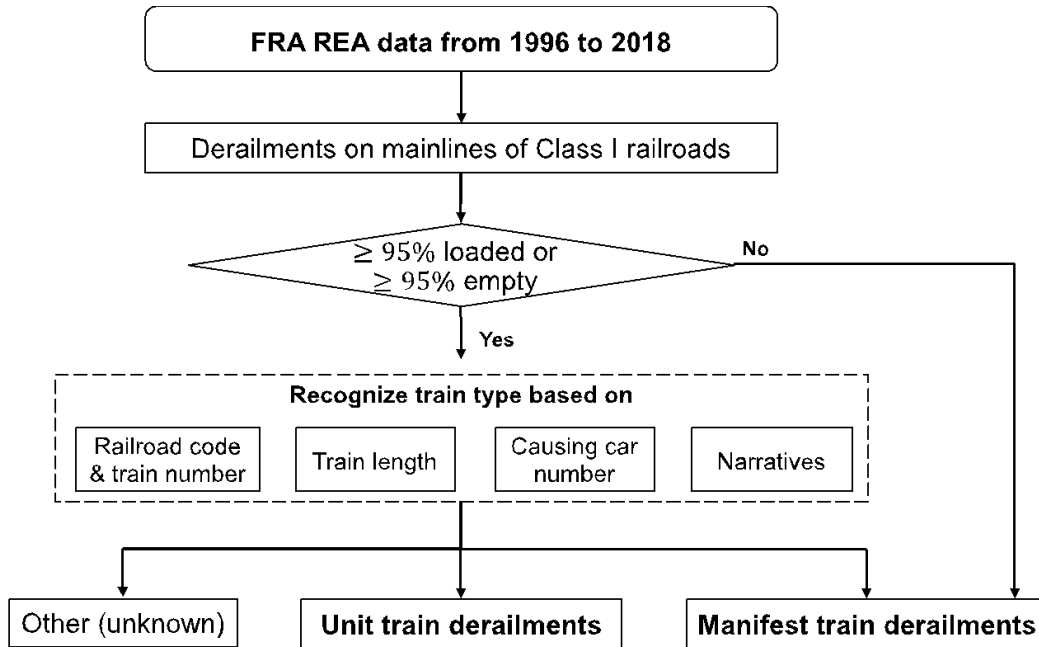 FRA REA data from 1996 to 2018
Derailments on mainlines of Class I railroads
≥ 95% loaded or
≥ 95% empty
No
Yes
Recognize train type based on
Railroad code
& train number
Train length
Causing car
number
Narratives
Other (unknown)
Unit train derailments
Manifest train derailments